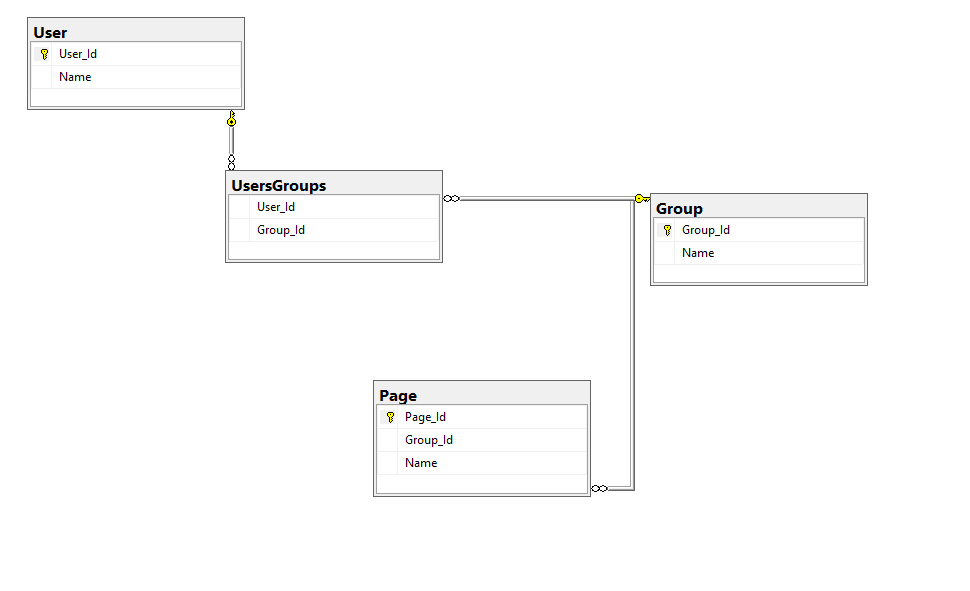 User
User_Id
Name
UsersGroups
User_Id
Group_Id
Group
Group_Id
Name
Page
Page_Id
Group_Id
Name